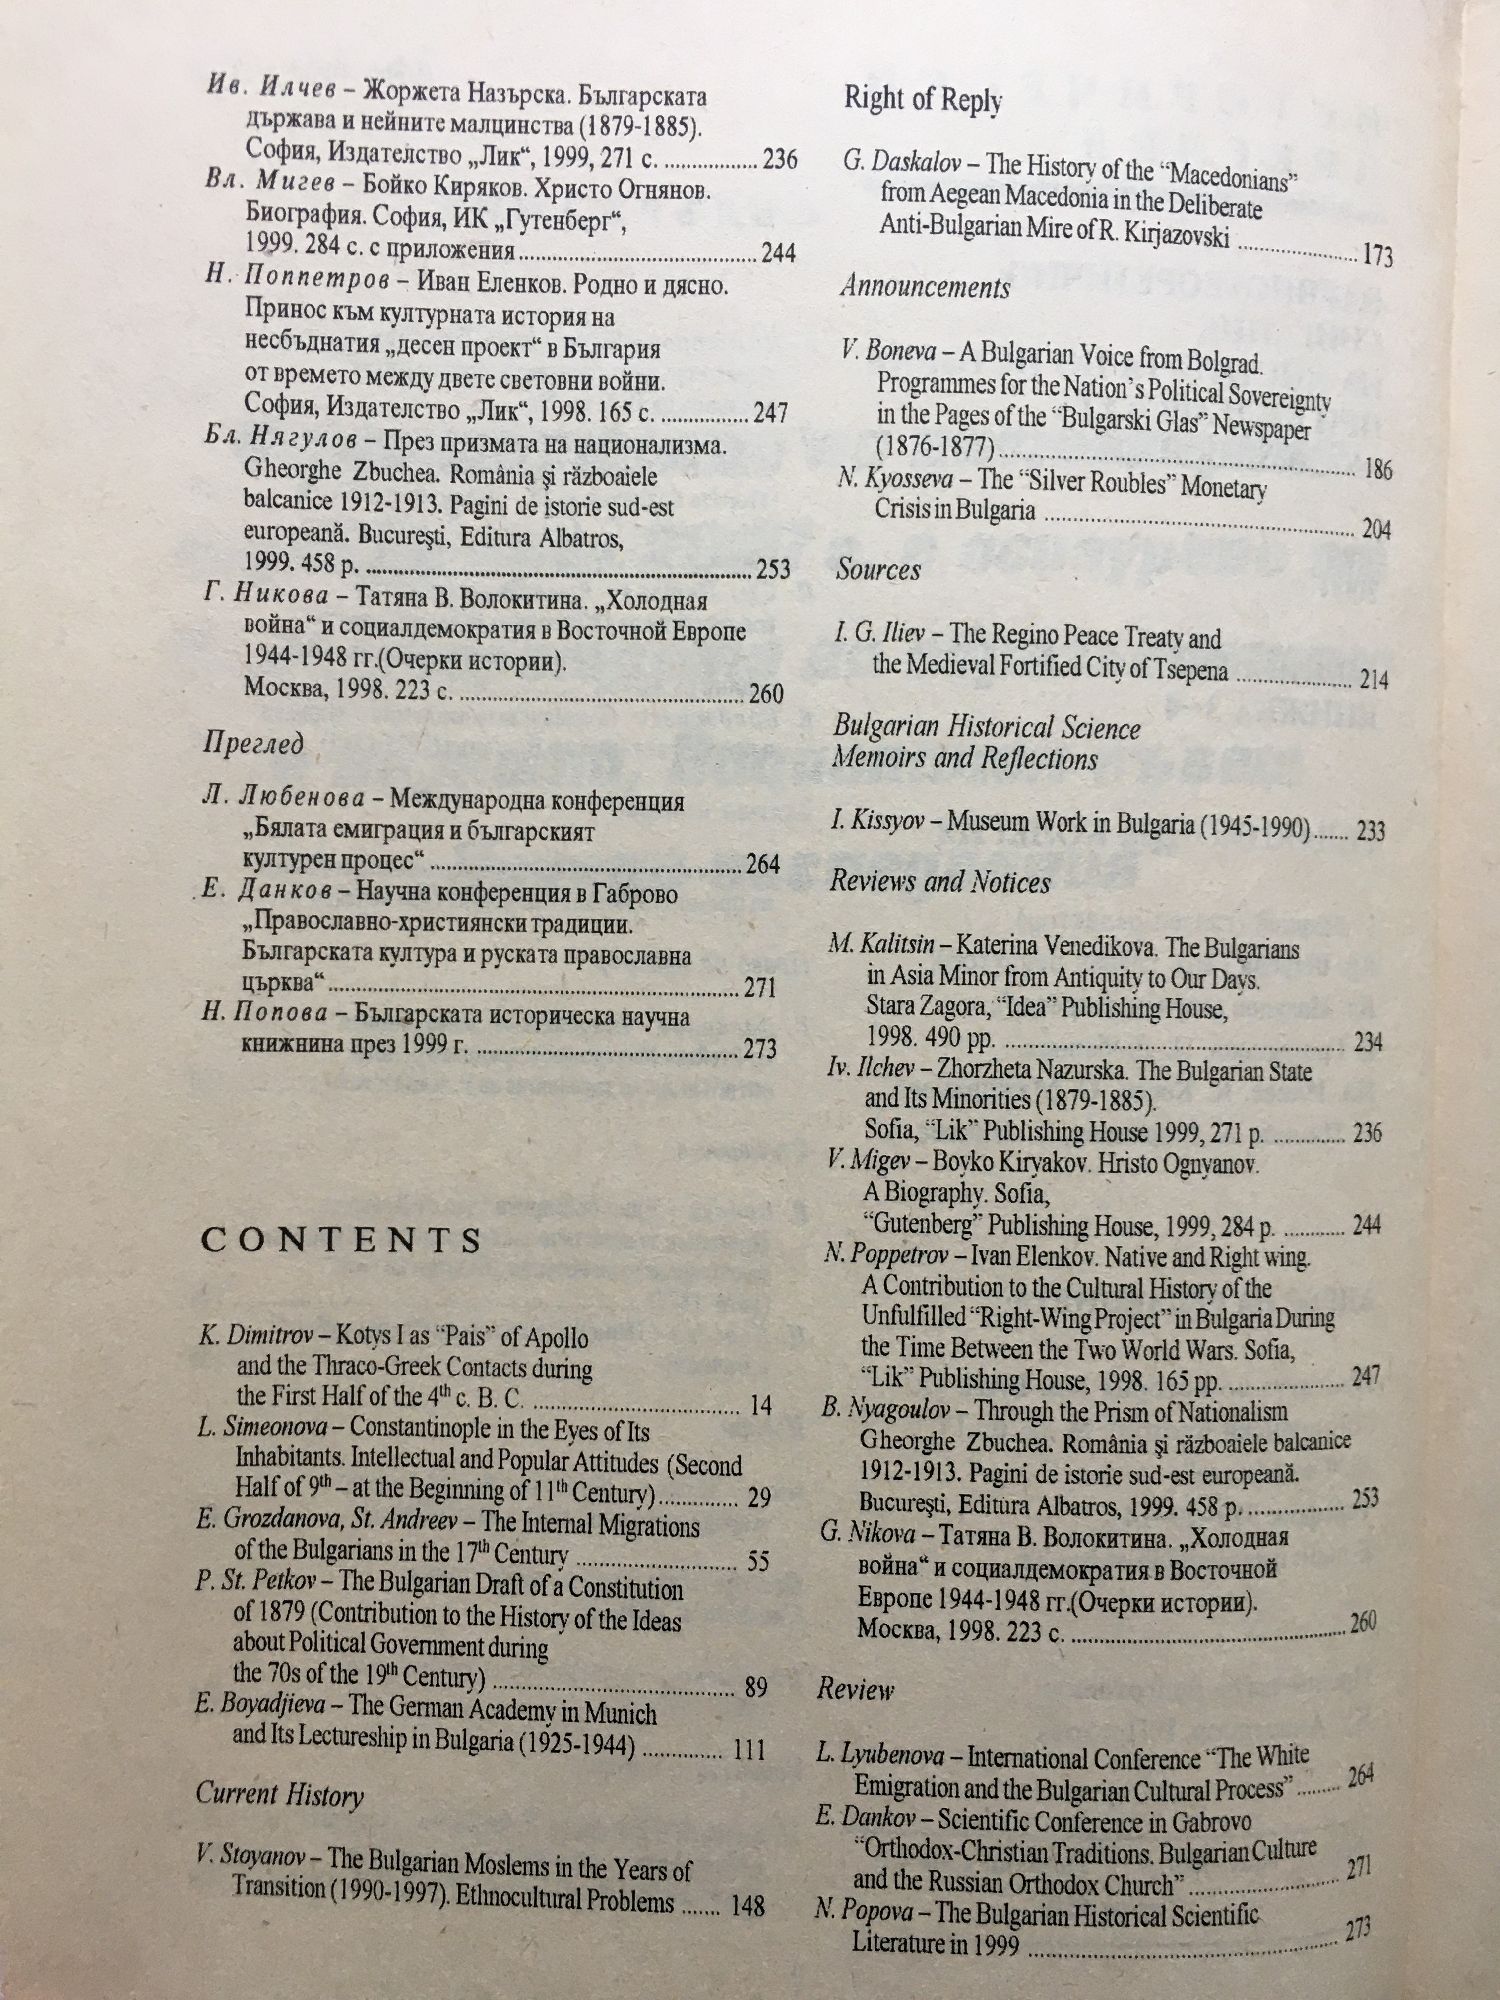 Ив. Илчев – Жоржета Назърска. Българската
държава и нейните малцинства (1879-1885).
София, Издателство „Лик“, 1999, 271 с. ................. 236
Вл. Мигев – Бойко Киряков. Христо Огнянов.
Биография. София, ИК „Гутенберг“,
1999. 284 с. с приложения ........................................... 244
Н. Поппетров – Иван Еленков. Родно и дясно.
Принос към културната история на
несбъднатия „десен проект“ в България
от времето между двете световни войни.
София, Издателство „Лик“, 1998. 165 с. ................ 247
Бл. Нягулов – През призмата на национализма.
Gheorghe Zbuchea. România şi războaiele
balcanice 1912-1913. Pagini de istorie sud-est
europeană. Bucureşti, Editura Albatros,
1999. 458 p. ........................................................................ 253
Г. Никова – Татяна В. Волокитина. „Холодная
война“ и социалдемократия в Восточной Европе
1944-1948 гг.(Очерки истории).
Москва, 1998. 223 с. .................................................... 260
Преглед
Л. Любенова – Международна конференция
„Бялата емиграция и българският
културен процес“ ......................................................... 264
Е. Данков – Научна конференция в Габрово
„Православно-християнски традиции.
Българската култура и руската православна
църква“ ........................................................................... 271
Н. Попова – Българската историческа научна
книжнина през 1999 г. ................................................ 273
CONTENTS
K. Dimitrov – Kotys I as “Pais” of Apollo
and the Thraco-Greek Contacts during
the First Half of the 4th c. B. C. ..................................... 14
L. Simeonova – Constantinople in the Eyes of Its
Inhabitants. Intellectual and Popular Attitudes (Second
Half of 9th – at the Beginning of 11th Century).............. 29
E. Grozdanova, St. Andreev – The Internal Migrations
of the Bulgarians in the 17th Century ............................ 55
P. St. Petkov – The Bulgarian Draft of a Constitution
of 1879 (Contribution to the History of the Ideas
about Political Government during
the 70s of the 19th Century) ........................................... 89
E. Boyadjieva – The German Academy in Munich
and Its Lectureship in Bulgaria (1925-1944) .............. 111
Current History
V. Stoyanov – The Bulgarian Moslems in the Years of
Transition (1990-1997). Ethnocultural Problems ....... 148
Right of Reply
G. Daskalov – The History of the “Macedonians”
from Aegean Macedonia in the Deliberate
Anti-Bulgarian Mire of R. Kirjazovski ..................... 173
Announcements
V. Boneva – A Bulgarian Voice from Bolgrad.
Programmes for the Nation’s Political Sovereignty
in the Pages of the “Bulgarski Glas” Newspaper
(1876-1877)................................................................ 186
N. Kyosseva – The “Silver Roubles” Monetary
Crisis in Bulgaria ....................................................... 204
Sources
I. G. Iliev – The Regino Peace Treaty and
the Medieval Fortified City of Tsepena ..................... 214
Bulgarian Historical Science
Memoirs and Reflections
I. Kissyov – Museum Work in Bulgaria (1945-1990)....... 233
Reviews and Notices
M. Kalitsin – Katerina Venedikova. The Bulgarians
in Asia Minor from Antiquity to Our Days.
Stara Zagora, “Idea” Publishing House,
1998. 490 pp. ............................................................... 234
Iv. Ilchev – Zhorzheta Nazurska. The Bulgarian State
and Its Minorities (1879-1885).
Sofia, “Lik” Publishing House 1999, 271 p. .............. 236
V. Migev – Boyko Kiryakov. Hristo Ognyanov.
A Biography. Sofia,
“Gutenberg” Publishing House, 1999, 284 p. ............ 244
N. Poppetrov – Ivan Elenkov. Native and Right wing.
A Contribution to the Cultural History of the
Unfulfilled “Right-Wing Project” in Bulgaria During
the Time Between the Two World Wars. Sofia,
“Lik” Publishing House, 1998. 165 pp. ...................... 247
B. Nyagoulov – Through the Prism of Nationalism
Gheorghe Zbuchea. România şi războaiele balcanice
1912-1913. Pagini de istorie sud-est europeană.
Bucureşti, Editura Albatros, 1999. 458 p. .................. 253
G. Nikova – Татяна В. Волокитина. „Холодная
война“ и социалдемократия в Восточной
Европе 1944-1948 гг.(Очерки истории).
Москва, 1998. 223 с. .................................................... 260
Review
L. Lyubenova – International Conference “The White
Emigration and the Bulgarian Cultural Process” ........ 264
E. Dankov – Scientific Conference in Gabrovo
“Orthodox-Christian Traditions. Bulgarian Culture
and the Russian Orthodox Church” ............................ 271
N. Popova – The Bulgarian Historical Scientific
Literature in 1999 ......................................................... 273